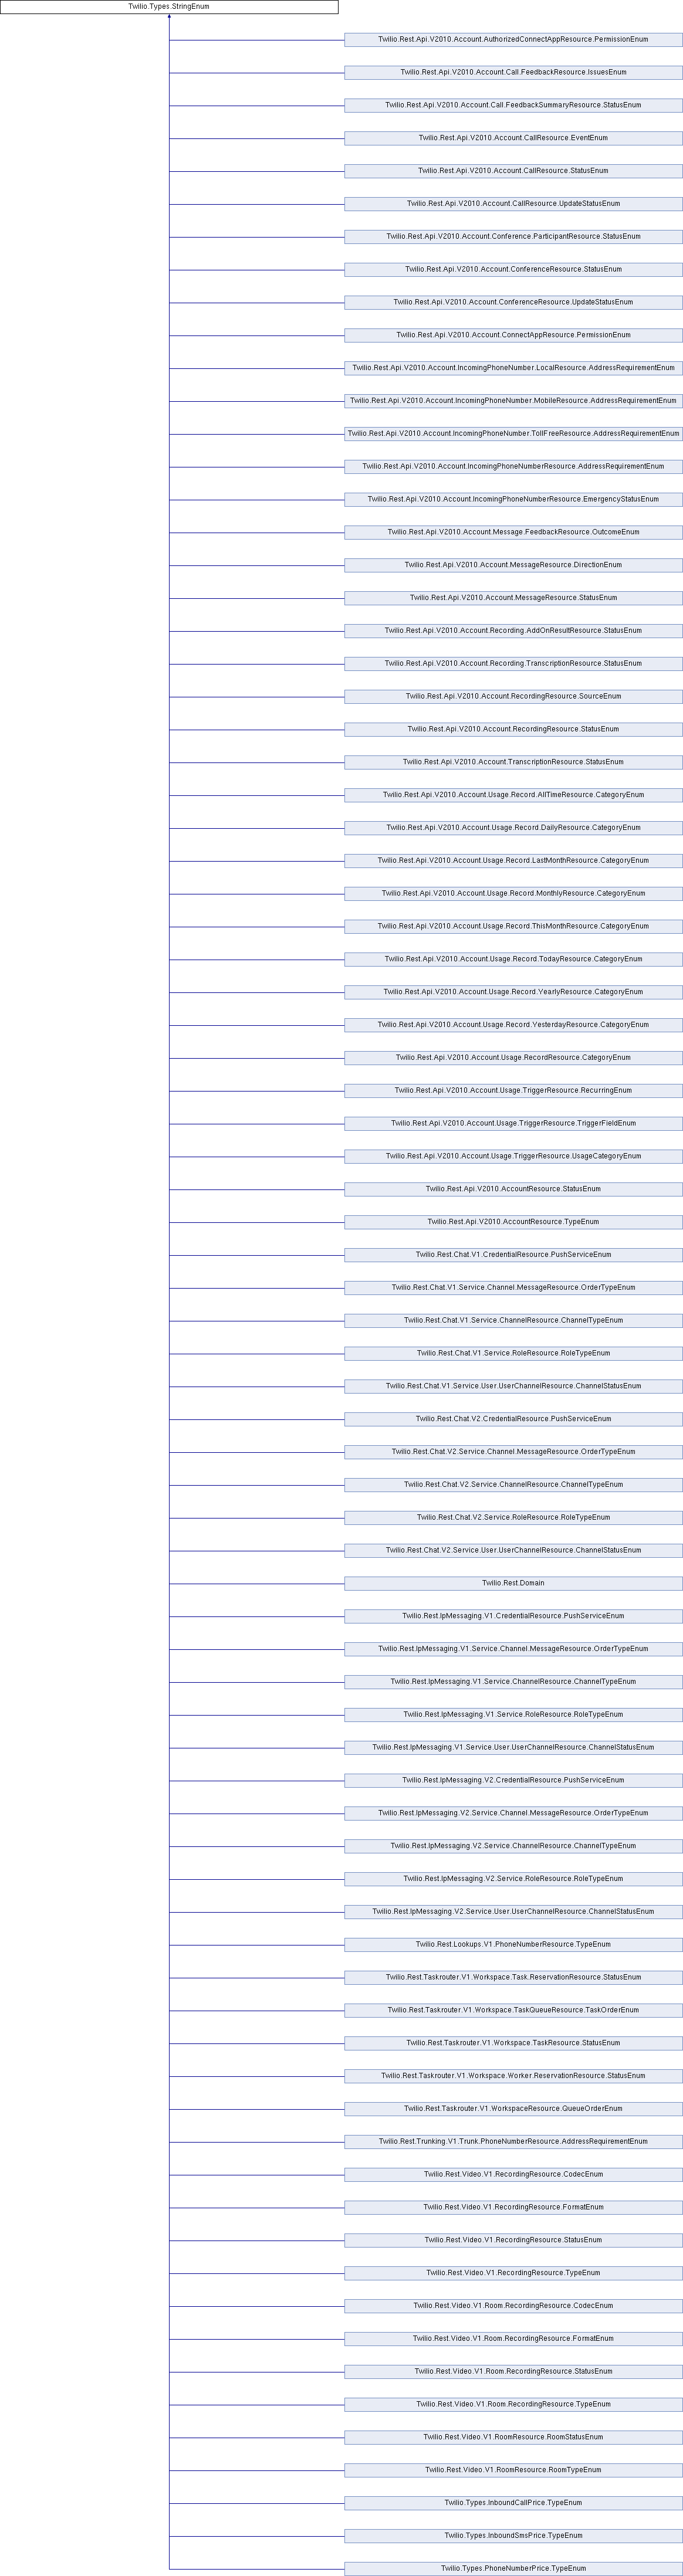 Twilio.Types.StringEnum
Twilio.Rest.Api.V2010.Account.AuthorizedConnectAppResource.PermissionEnum
Twilio.Rest.Api.V2010.Account.Call.FeedbackResource.IssuesEnum
Twilio.Rest.Api.V2010.Account.Call.FeedbackSummaryResource.StatusEnum
Twilio.Rest.Api.V2010.Account.CallResource.EventEnum
Twilio.Rest.Api.V2010.Account.CallResource.StatusEnum
Twilio.Rest.Api.V2010.Account.CallResource.UpdateStatusEnum
Twilio.Rest.Api.V2010.Account.Conference.ParticipantResource.StatusEnum
Twilio.Rest.Api.V2010.Account.ConferenceResource.StatusEnum
Twilio.Rest.Api.V2010.Account.ConferenceResource.UpdateStatusEnum
Twilio.Rest.Api.V2010.Account.ConnectAppResource.PermissionEnum
Twilio.Rest.Api.V2010.Account.IncomingPhoneNumber.LocalResource.AddressRequirementEnum
Twilio.Rest.Api.V2010.Account.IncomingPhoneNumber.MobileResource.AddressRequirementEnum
Twilio.Rest.Api.V2010.Account.IncomingPhoneNumber.TollFreeResource.AddressRequirementEnum
Twilio.Rest.Api.V2010.Account.IncomingPhoneNumberResource.AddressRequirementEnum
Twilio.Rest.Api.V2010.Account.IncomingPhoneNumberResource.EmergencyStatusEnum
Twilio.Rest.Api.V2010.Account.Message.FeedbackResource.OutcomeEnum
Twilio.Rest.Api.V2010.Account.MessageResource.DirectionEnum
Twilio.Rest.Api.V2010.Account.MessageResource.StatusEnum
Twilio.Rest.Api.V2010.Account.Recording.AddOnResultResource.StatusEnum
Twilio.Rest.Api.V2010.Account.Recording.TranscriptionResource.StatusEnum
Twilio.Rest.Api.V2010.Account.RecordingResource.SourceEnum
Twilio.Rest.Api.V2010.Account.RecordingResource.StatusEnum
Twilio.Rest.Api.V2010.Account.TranscriptionResource.StatusEnum
Twilio.Rest.Api.V2010.Account.Usage.Record.AllTimeResource.CategoryEnum
Twilio.Rest.Api.V2010.Account.Usage.Record.DailyResource.CategoryEnum
Twilio.Rest.Api.V2010.Account.Usage.Record.LastMonthResource.CategoryEnum
Twilio.Rest.Api.V2010.Account.Usage.Record.MonthlyResource.CategoryEnum
Twilio.Rest.Api.V2010.Account.Usage.Record.ThisMonthResource.CategoryEnum
Twilio.Rest.Api.V2010.Account.Usage.Record.TodayResource.CategoryEnum
Twilio.Rest.Api.V2010.Account.Usage.Record.YearlyResource.CategoryEnum
Twilio.Rest.Api.V2010.Account.Usage.Record.YesterdayResource.CategoryEnum
Twilio.Rest.Api.V2010.Account.Usage.RecordResource.CategoryEnum
Twilio.Rest.Api.V2010.Account.Usage.TriggerResource.RecurringEnum
Twilio.Rest.Api.V2010.Account.Usage.TriggerResource.TriggerFieldEnum
Twilio.Rest.Api.V2010.Account.Usage.TriggerResource.UsageCategoryEnum
Twilio.Rest.Api.V2010.AccountResource.StatusEnum
Twilio.Rest.Api.V2010.AccountResource.TypeEnum
Twilio.Rest.Chat.V1.CredentialResource.PushServiceEnum
Twilio.Rest.Chat.V1.Service.Channel.MessageResource.OrderTypeEnum
Twilio.Rest.Chat.V1.Service.ChannelResource.ChannelTypeEnum
Twilio.Rest.Chat.V1.Service.RoleResource.RoleTypeEnum
Twilio.Rest.Chat.V1.Service.User.UserChannelResource.ChannelStatusEnum
Twilio.Rest.Chat.V2.CredentialResource.PushServiceEnum
Twilio.Rest.Chat.V2.Service.Channel.MessageResource.OrderTypeEnum
Twilio.Rest.Chat.V2.Service.ChannelResource.ChannelTypeEnum
Twilio.Rest.Chat.V2.Service.RoleResource.RoleTypeEnum
Twilio.Rest.Chat.V2.Service.User.UserChannelResource.ChannelStatusEnum
Twilio.Rest.Domain
Twilio.Rest.IpMessaging.V1.CredentialResource.PushServiceEnum
Twilio.Rest.IpMessaging.V1.Service.Channel.MessageResource.OrderTypeEnum
Twilio.Rest.IpMessaging.V1.Service.ChannelResource.ChannelTypeEnum
Twilio.Rest.IpMessaging.V1.Service.RoleResource.RoleTypeEnum
Twilio.Rest.IpMessaging.V1.Service.User.UserChannelResource.ChannelStatusEnum
Twilio.Rest.IpMessaging.V2.CredentialResource.PushServiceEnum
Twilio.Rest.IpMessaging.V2.Service.Channel.MessageResource.OrderTypeEnum
Twilio.Rest.IpMessaging.V2.Service.ChannelResource.ChannelTypeEnum
Twilio.Rest.IpMessaging.V2.Service.RoleResource.RoleTypeEnum
Twilio.Rest.IpMessaging.V2.Service.User.UserChannelResource.ChannelStatusEnum
Twilio.Rest.Lookups.V1.PhoneNumberResource.TypeEnum
Twilio.Rest.Taskrouter.V1.Workspace.Task.ReservationResource.StatusEnum
Twilio.Rest.Taskrouter.V1.Workspace.TaskQueueResource.TaskOrderEnum
Twilio.Rest.Taskrouter.V1.Workspace.TaskResource.StatusEnum
Twilio.Rest.Taskrouter.V1.Workspace.Worker.ReservationResource.StatusEnum
Twilio.Rest.Taskrouter.V1.WorkspaceResource.QueueOrderEnum
Twilio.Rest.Trunking.V1.Trunk.PhoneNumberResource.AddressRequirementEnum
Twilio.Rest.Video.V1.RecordingResource.CodecEnum
Twilio.Rest.Video.V1.RecordingResource.FormatEnum
Twilio.Rest.Video.V1.RecordingResource.StatusEnum
Twilio.Rest.Video.V1.RecordingResource.TypeEnum
Twilio.Rest.Video.V1.Room.RecordingResource.CodecEnum
Twilio.Rest.Video.V1.Room.RecordingResource.FormatEnum
Twilio.Rest.Video.V1.Room.RecordingResource.StatusEnum
Twilio.Rest.Video.V1.Room.RecordingResource.TypeEnum
Twilio.Rest.Video.V1.RoomResource.RoomStatusEnum
Twilio.Rest.Video.V1.RoomResource.RoomTypeEnum
Twilio.Types.InboundCallPrice.TypeEnum
Twilio.Types.InboundSmsPrice.TypeEnum
Twilio.Types.PhoneNumberPrice.TypeEnum